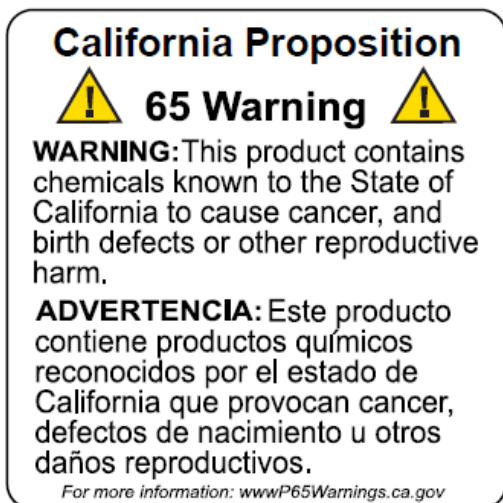 California Proposition
65 Warning
WARNING: This product contains
chemicals known to the State of
California to cause cancer, and
birth defects or other reproductive
harm.
ADVERTENCIA: Este producto
contiene productos químicos
reconocidos por el estado de
California que provocan cancer,
defectos de nacimiento u otros
daños reproductivos.
For more information: wwwP65Warnings.ca.gov